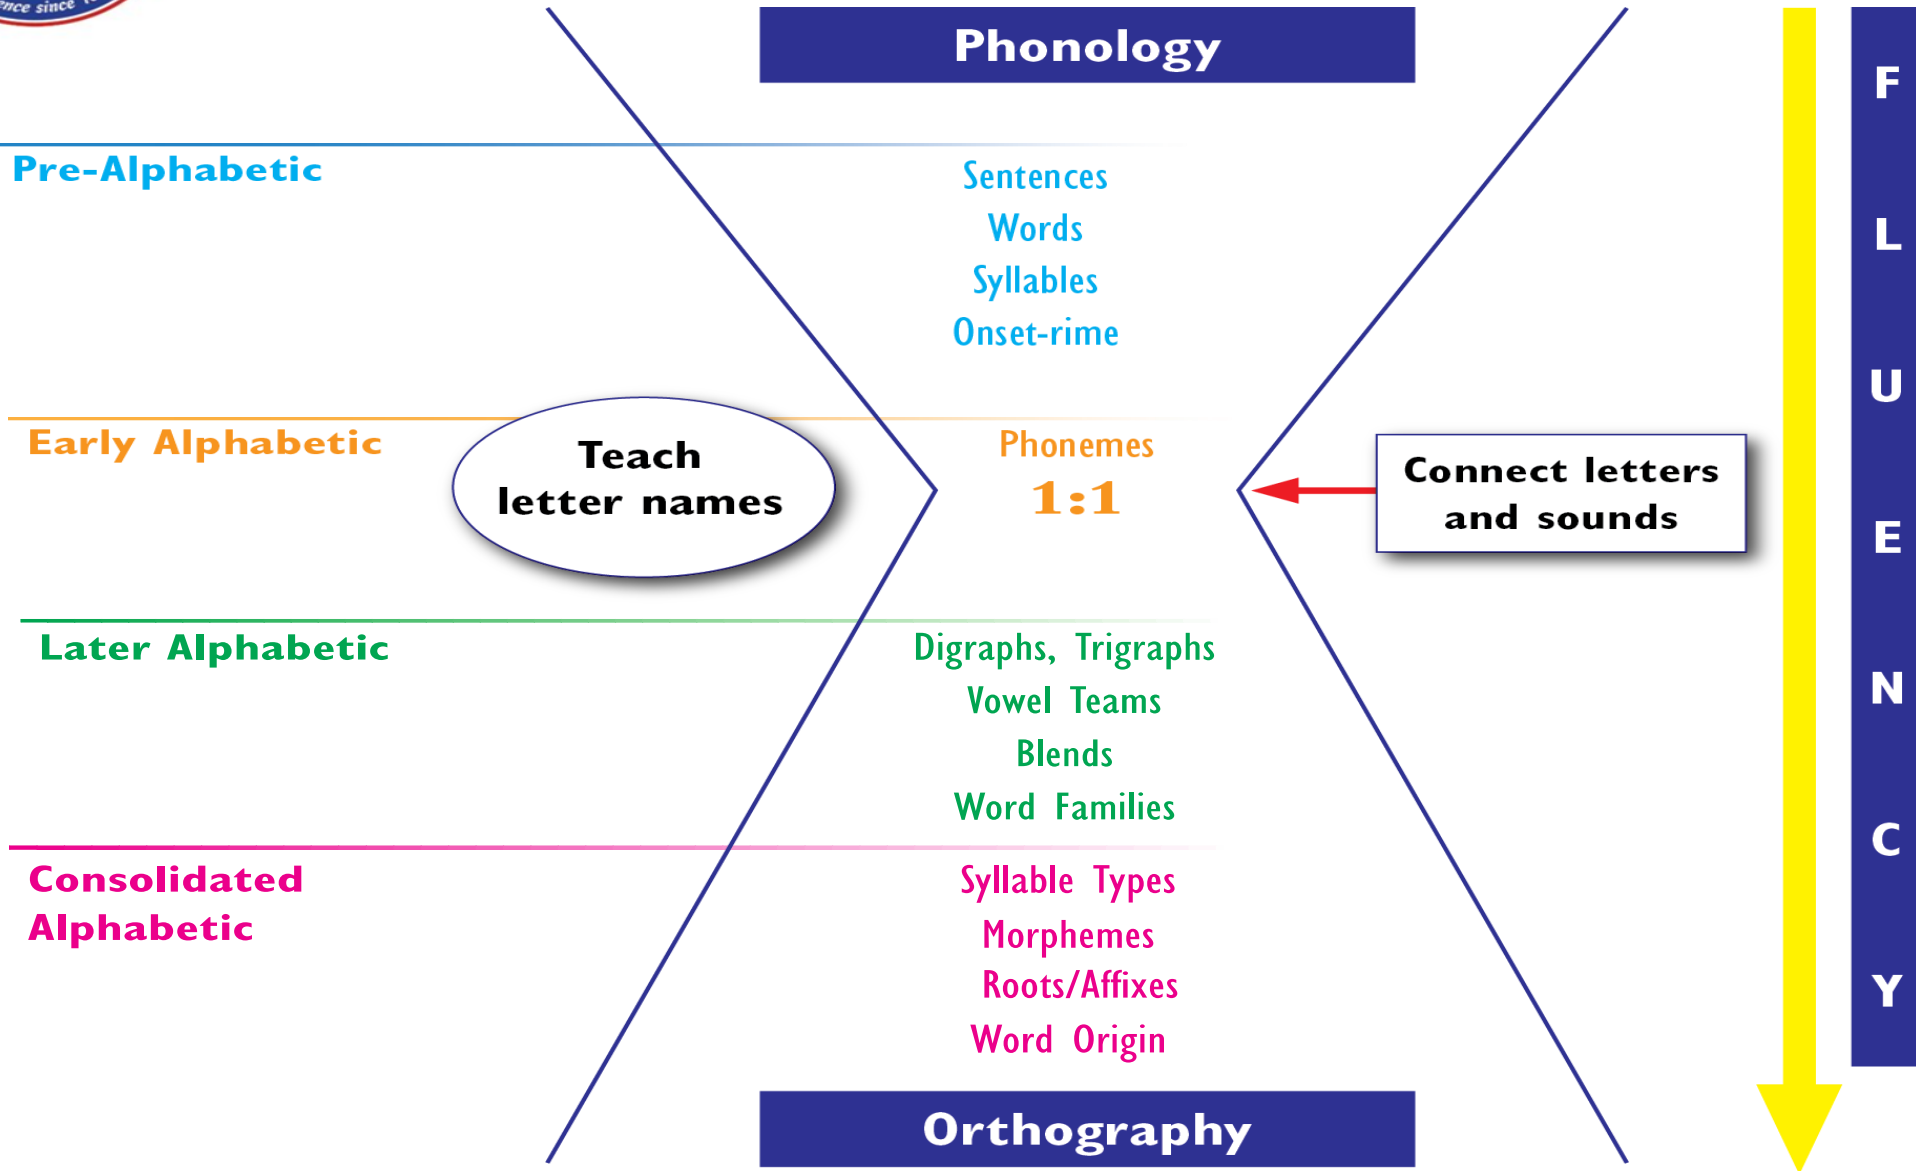 ence since
Phonology
Pre-Alphabetic
Sentences
Words
Syllables
Onset-rime
Early Alphabetic
Teach
letter names
Phonemes
1:1
Connect letters
and sounds
Later Alphabetic
Digraphs, Trigraphs
Vowel Teams
Blends
Word Families
Consolidated
Alphabetic
Syllable Types
Morphemes
Roots/Affixes
Word Origin
Orthography
F
L
U
E
N
C
Y